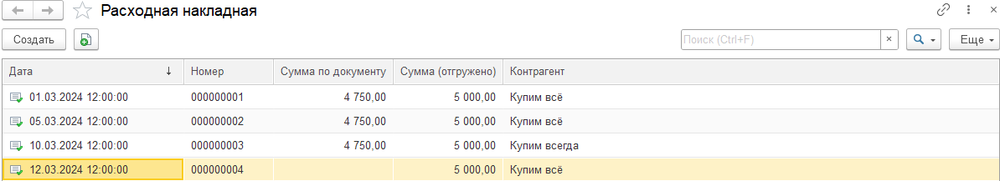 Расходная накладная
Создать Поиск (Ctrl+F) × Еще
Дата ↓ Номер Сумма по документу Сумма (отгружено) Контрагент
01.03.2024 12:00:00 000000001 4 750,00 5 000,00 Купим всё
05.03.2024 12:00:00 000000002 4 750,00 5 000,00 Купим всё
10.03.2024 12:00:00 000000003 4 750,00 5 000,00 Купим всегда
12.03.2024 12:00:00 000000004 5 000,00 Купим всё